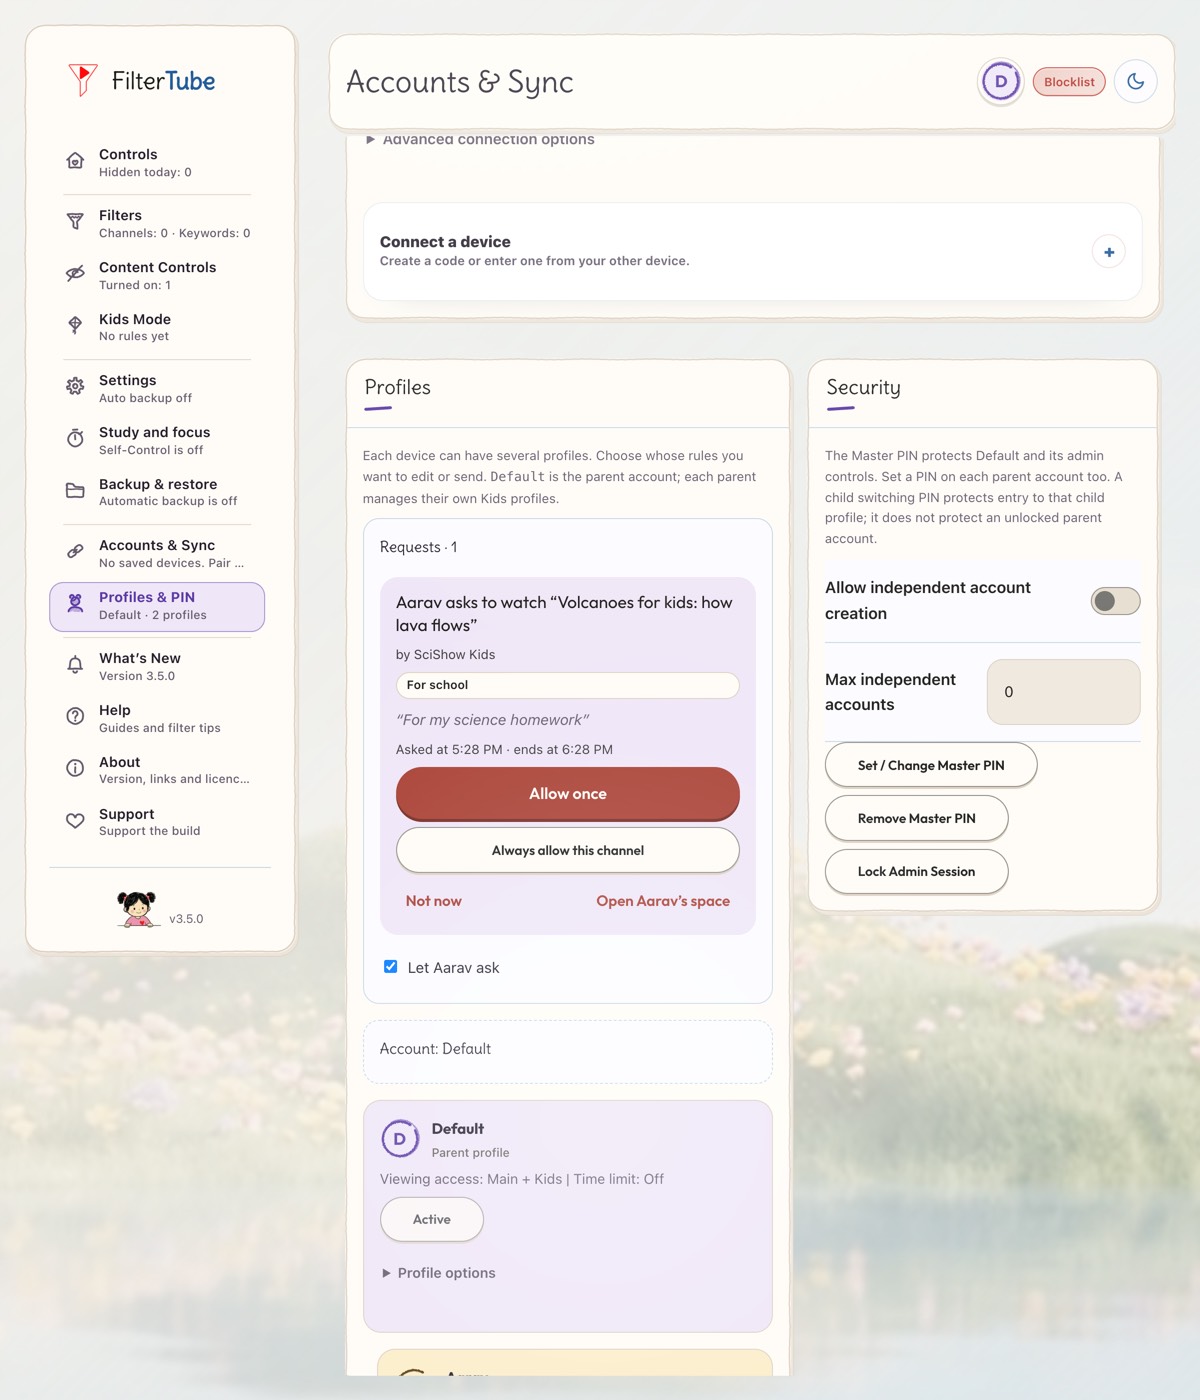 FilterTube
Controls
Hidden today: 0
Filters
Channels: 0 · Keywords: 0
Content Controls
Turned on: 1
Kids Mode
No rules yet
Settings
Auto backup off
Study and focus
Self-Control is off
Backup & restore
Automatic backup is off
Accounts & Sync
No saved devices. Pair ...
Profiles & PIN
Default · 2 profiles
What's New
Version 3.5.0
Help
Guides and filter tips
About
Version, links and licenc...
Support
Support the build
v3.5.0
Accounts & Sync
D
Blocklist
Advanced connection options
Connect a device
Create a code or enter one from your other device.
+
Profiles
Each device can have several profiles. Choose whose rules you
want to edit or send. Default is the parent account; each parent
manages their own Kids profiles.
Requests · 1
Aarav asks to watch “Volcanoes for kids: how
lava flows”
by SciShow Kids
For school
“For my science homework”
Asked at 5:28 PM · ends at 6:28 PM
Allow once
Always allow this channel
Not now
Open Aarav’s space
Let Aarav ask
Account: Default
D
Default
Parent profile
Viewing access: Main + Kids | Time limit: Off
Active
Profile options
Security
The Master PIN protects Default and its admin
controls. Set a PIN on each parent account too. A
child switching PIN protects entry to that child
profile; it does not protect an unlocked parent
account.
Allow independent account
creation
Max independent
accounts
0
Set / Change Master PIN
Remove Master PIN
Lock Admin Session